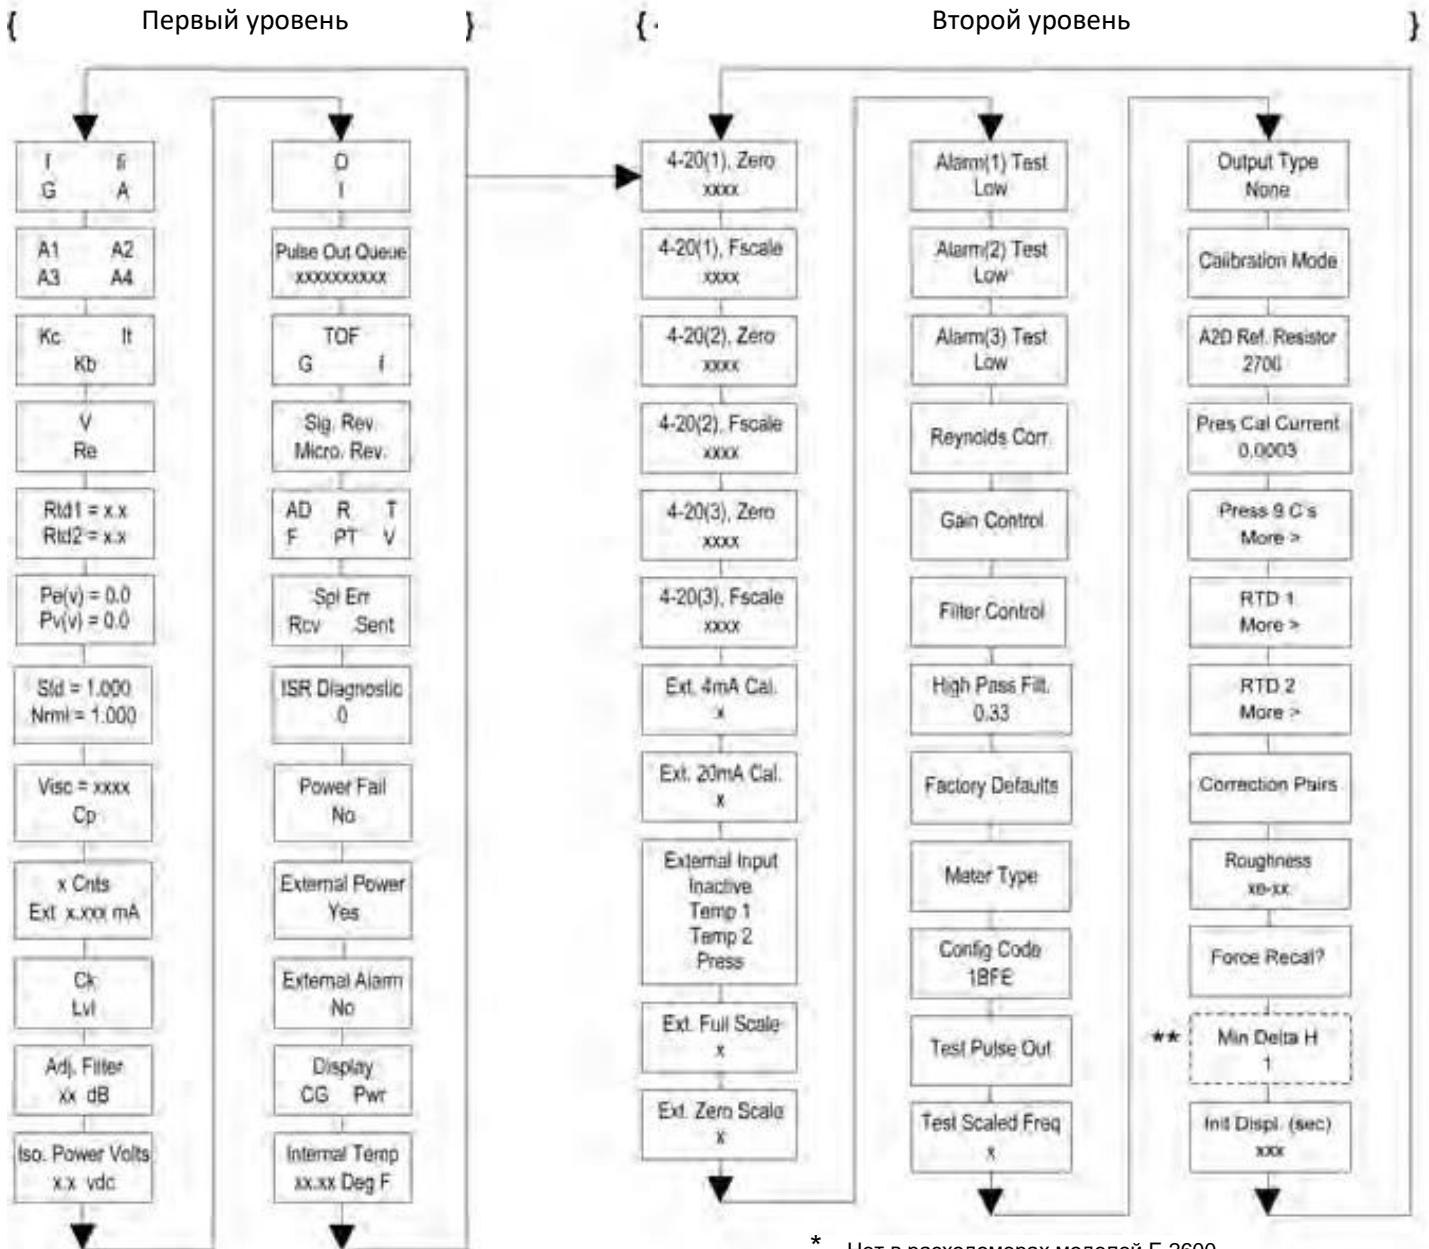 { Первый уровень }
{ Второй уровень }
f fi
G A
A1 A2
A3 A4
Kc It
Kb
V
Re
Rtd1 = x.x
Rtd2 = x.x
Pe(v) = 0.0
Pv(v) = 0.0
Std = 1.000
Nrml = 1.000
Visc = xxxx
Cp
x Cnts
Ext x.xxx mA
Ck
Lvl
Adj. Filter
xx dB
Iso. Power Volts
x.x vdc
O
I
Pulse Out Queue
xxxxxxxxxx
TOF
G f
Sig. Rev.
Micro. Rev.
AD R T
F PT V
Spi Err
Rcv Sent
ISR Diagnostic
0
Power Fail
No
External Power
Yes
External Alarm
No
Display
CG Pwr
Internal Temp
xx.xx Deg F
4-20(1), Zero
xxxx
4-20(1), Fscale
xxxx
4-20(2), Zero
xxxx
4-20(2), Fscale
xxxx
4-20(3), Zero
xxxx
4-20(3), Fscale
xxxx
Ext. 4mA Cal.
x
Ext. 20mA Cal.
x
External Input
Inactive
Temp 1
Temp 2
Press
Ext. Full Scale
x
Ext. Zero Scale
x
Alarm(1) Test
Low
Alarm(2) Test
Low
Alarm(3) Test
Low
Reynolds Corr.
Gain Control
Filter Control
High Pass Filt.
0.33
Factory Defaults
Meter Type
Config Code
1BFE
Test Pulse Out
Test Scaled Freq
x
Output Type
None
Calibration Mode
A2D Ref. Resistor
2700
Pres Cal Current
0.0003
Press 9 C's
More >
RTD 1
More >
RTD 2
More >
Correction Pairs
Roughness
xe-xx
Force Recal?
** Min Delta H
1
Init Displ. (sec)
xxx
* Нет в расходомерах моделей